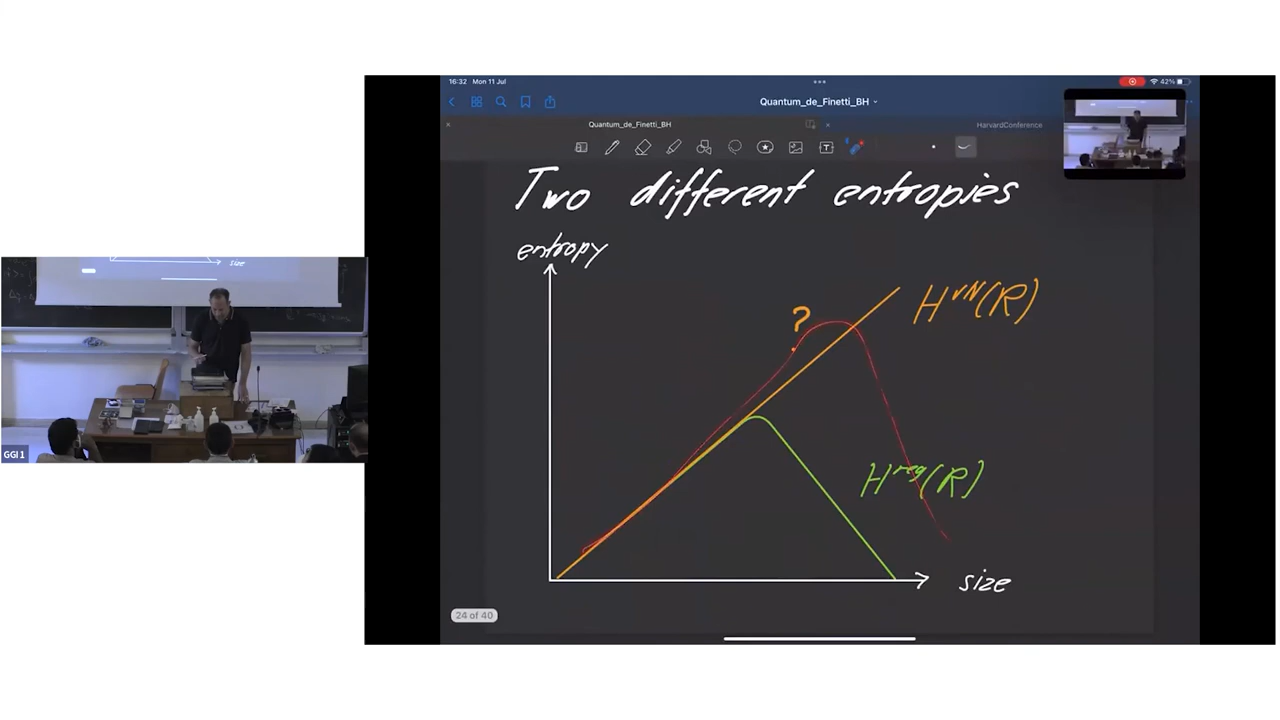 16:32 Mon 11 Jul
42%
Quantum_de_Finetti_BH
Quantum_de_Finetti_BH
HarvardConference
Two different entropies
entropy
?
H^vN(R)
H^reg(R)
size
24 of 40
size
GGI 1